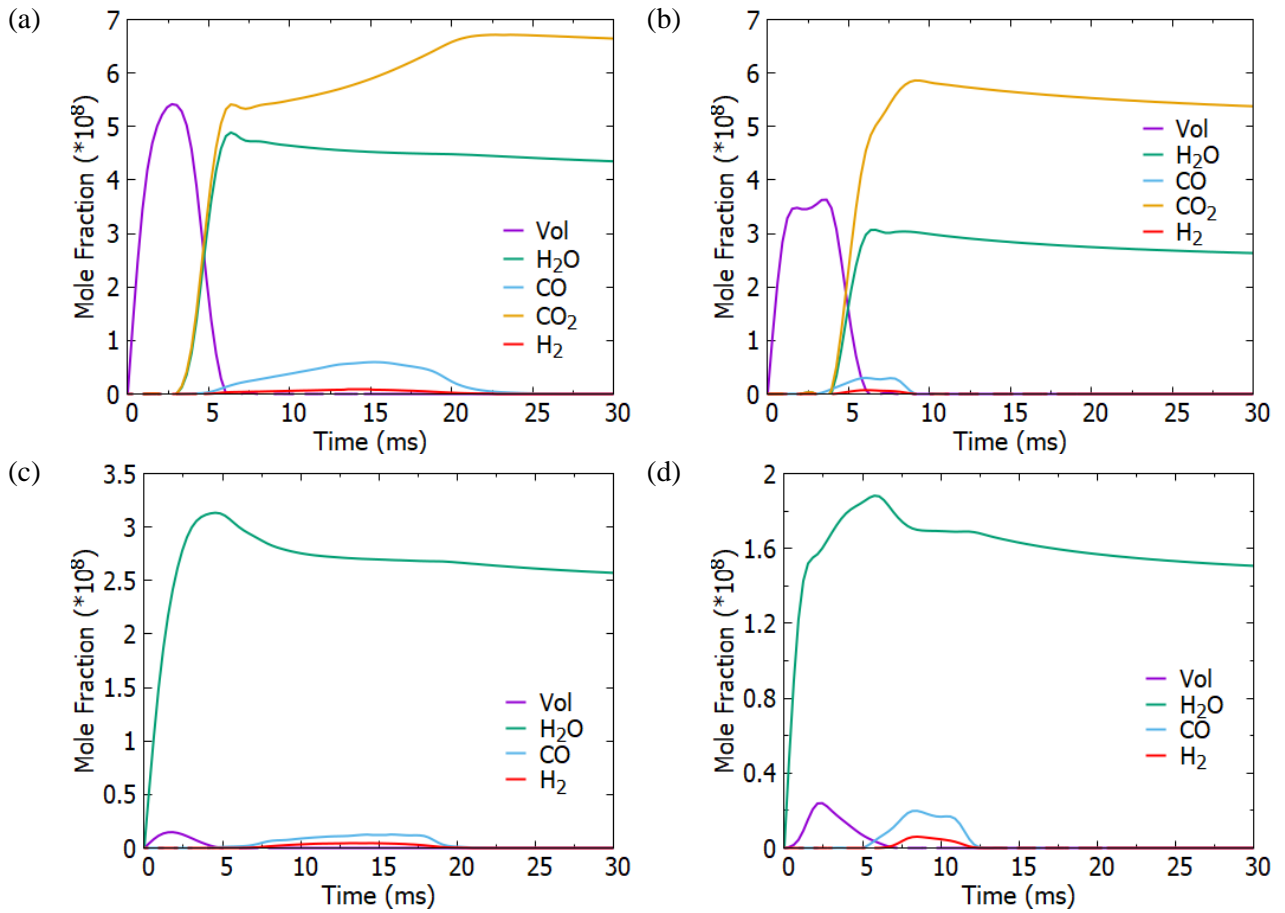 (a)
Mole Fraction (*10⁸)
7
6
5
4
3
2
1
0
Vol
H₂O
CO
CO₂
H₂
0 5 10 15 20 25 30
Time (ms)
(b)
Mole Fraction (*10⁸)
7
6
5
4
3
2
1
0
Vol
H₂O
CO
CO₂
H₂
0 5 10 15 20 25 30
Time (ms)
(c)
Mole Fraction (*10⁸)
3.5
3
2.5
2
1.5
1
0.5
0
Vol
H₂O
CO
H₂
0 5 10 15 20 25 30
Time (ms)
(d)
Mole Fraction (*10⁸)
2
1.6
1.2
0.8
0.4
0
Vol
H₂O
CO
H₂
0 5 10 15 20 25 30
Time (ms)